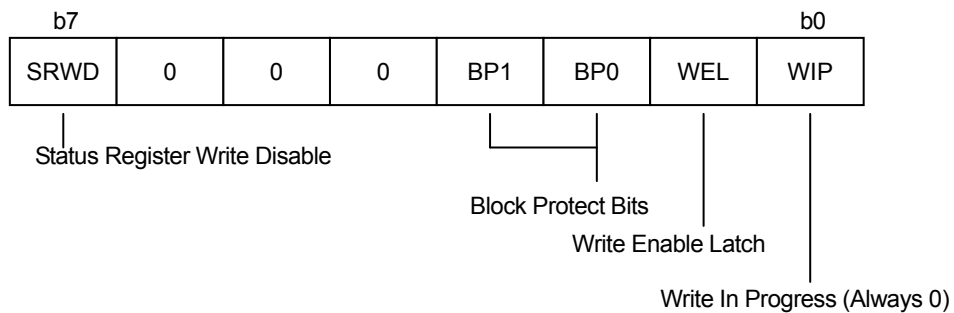 b7 b0
SRWD 0 0 0 BP1 BP0 WEL WIP
Status Register Write Disable
Block Protect Bits
Write Enable Latch
Write In Progress (Always 0)